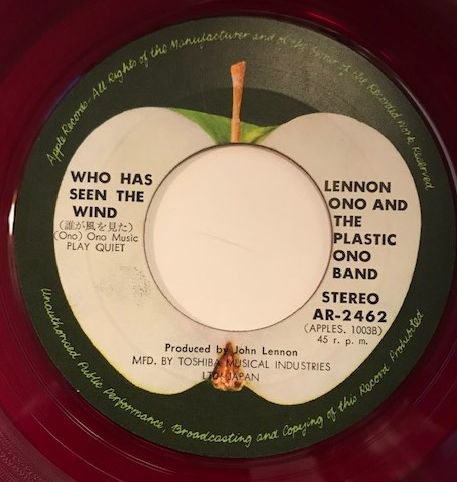 Apple Records-All Rights of the Manufacturer and of the Owner of the Recorded Work Reserved
WHO HAS
SEEN THE
WIND
(誰が風を見た)
(Ono) Ono Music
PLAY QUIET
LENNON
ONO AND
THE
PLASTIC
ONO
BAND
STEREO
AR-2462
(APPLES. 1003B)
45 r. p. m.
Produced by John Lennon
MFD. BY TOSHIBA MUSICAL INDUSTRIES
LTD. JAPAN
Unauthorised Public Performance, Broadcasting and Copying of this Record Prohibited